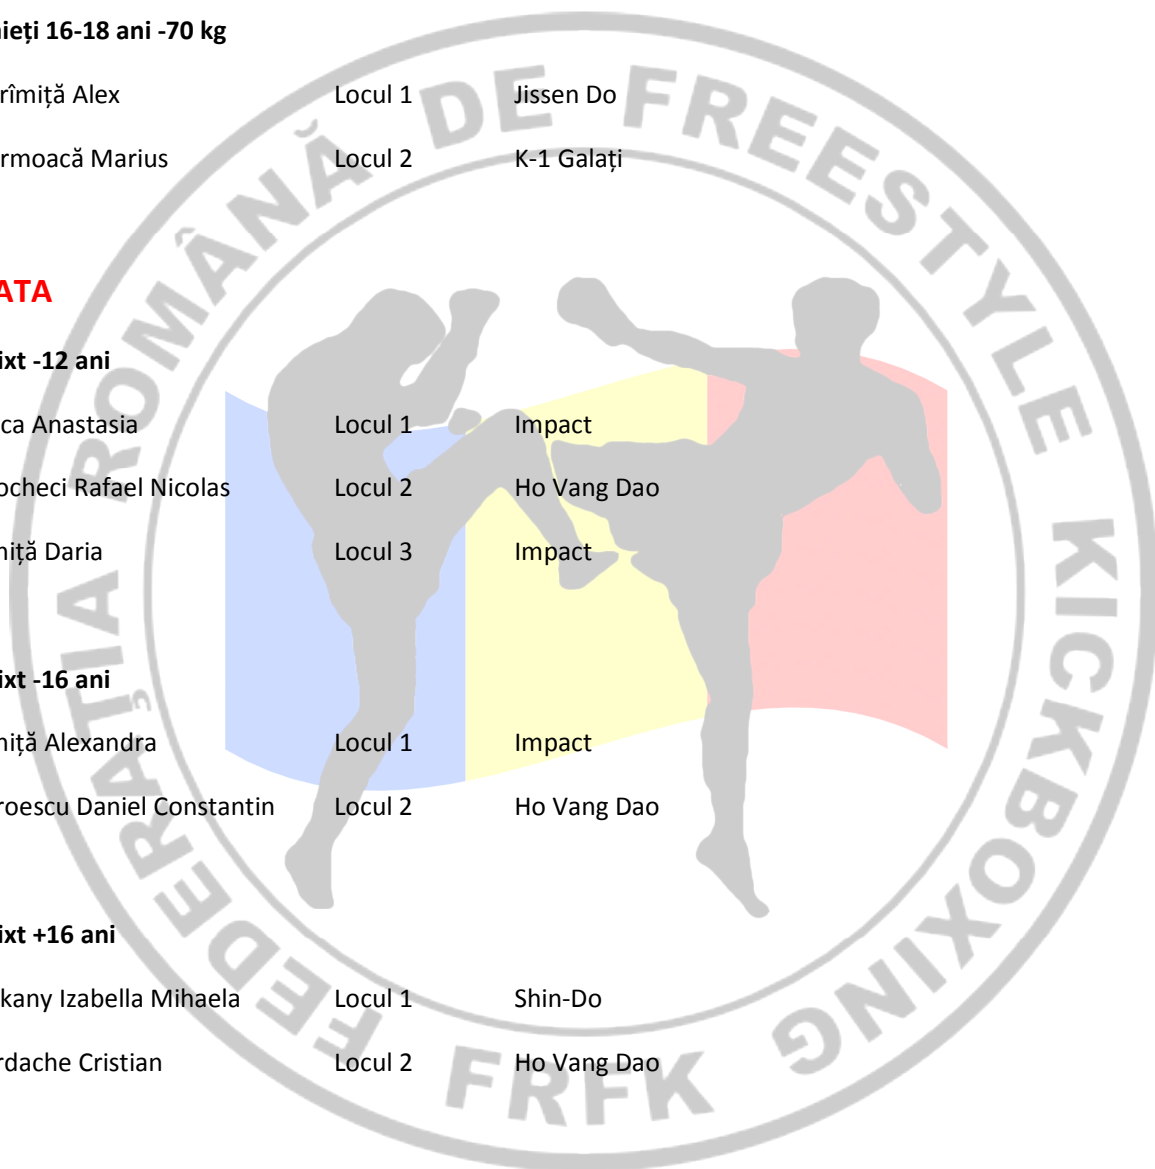 ieți 16-18 ani -70 kg
rîmiță Alex Locul 1 Jissen Do
rmoacă Marius Locul 2 K-1 Galați
ATA
ixt -12 ani
ca Anastasia Locul 1 Impact
ocheci Rafael Nicolas Locul 2 Ho Vang Dao
niță Daria Locul 3 Impact
ixt -16 ani
niță Alexandra Locul 1 Impact
roescu Daniel Constantin Locul 2 Ho Vang Dao
ixt +16 ani
kany Izabella Mihaela Locul 1 Shin-Do
rdache Cristian Locul 2 Ho Vang Dao
FEDERAȚIA ROMÂNĂ DE FREESTYLE KICKBOXING
FRFK